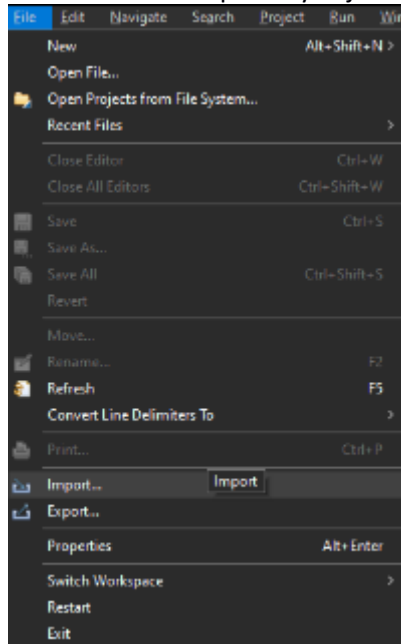 File Edit Navigate Search Project Run
New Alt+Shift+N >
Open File...
Open Projects from File System...
Recent Files >
Close Editor Ctrl+W
Close All Editors Ctrl+Shift+W
Save Ctrl+S
Save As...
Save All Ctrl+Shift+S
Revert
Move...
Rename... F2
Refresh F5
Convert Line Delimiters To >
Print... Ctrl+P
Import... Import
Export...
Properties Alt+Enter
Switch Workspace >
Restart
Exit